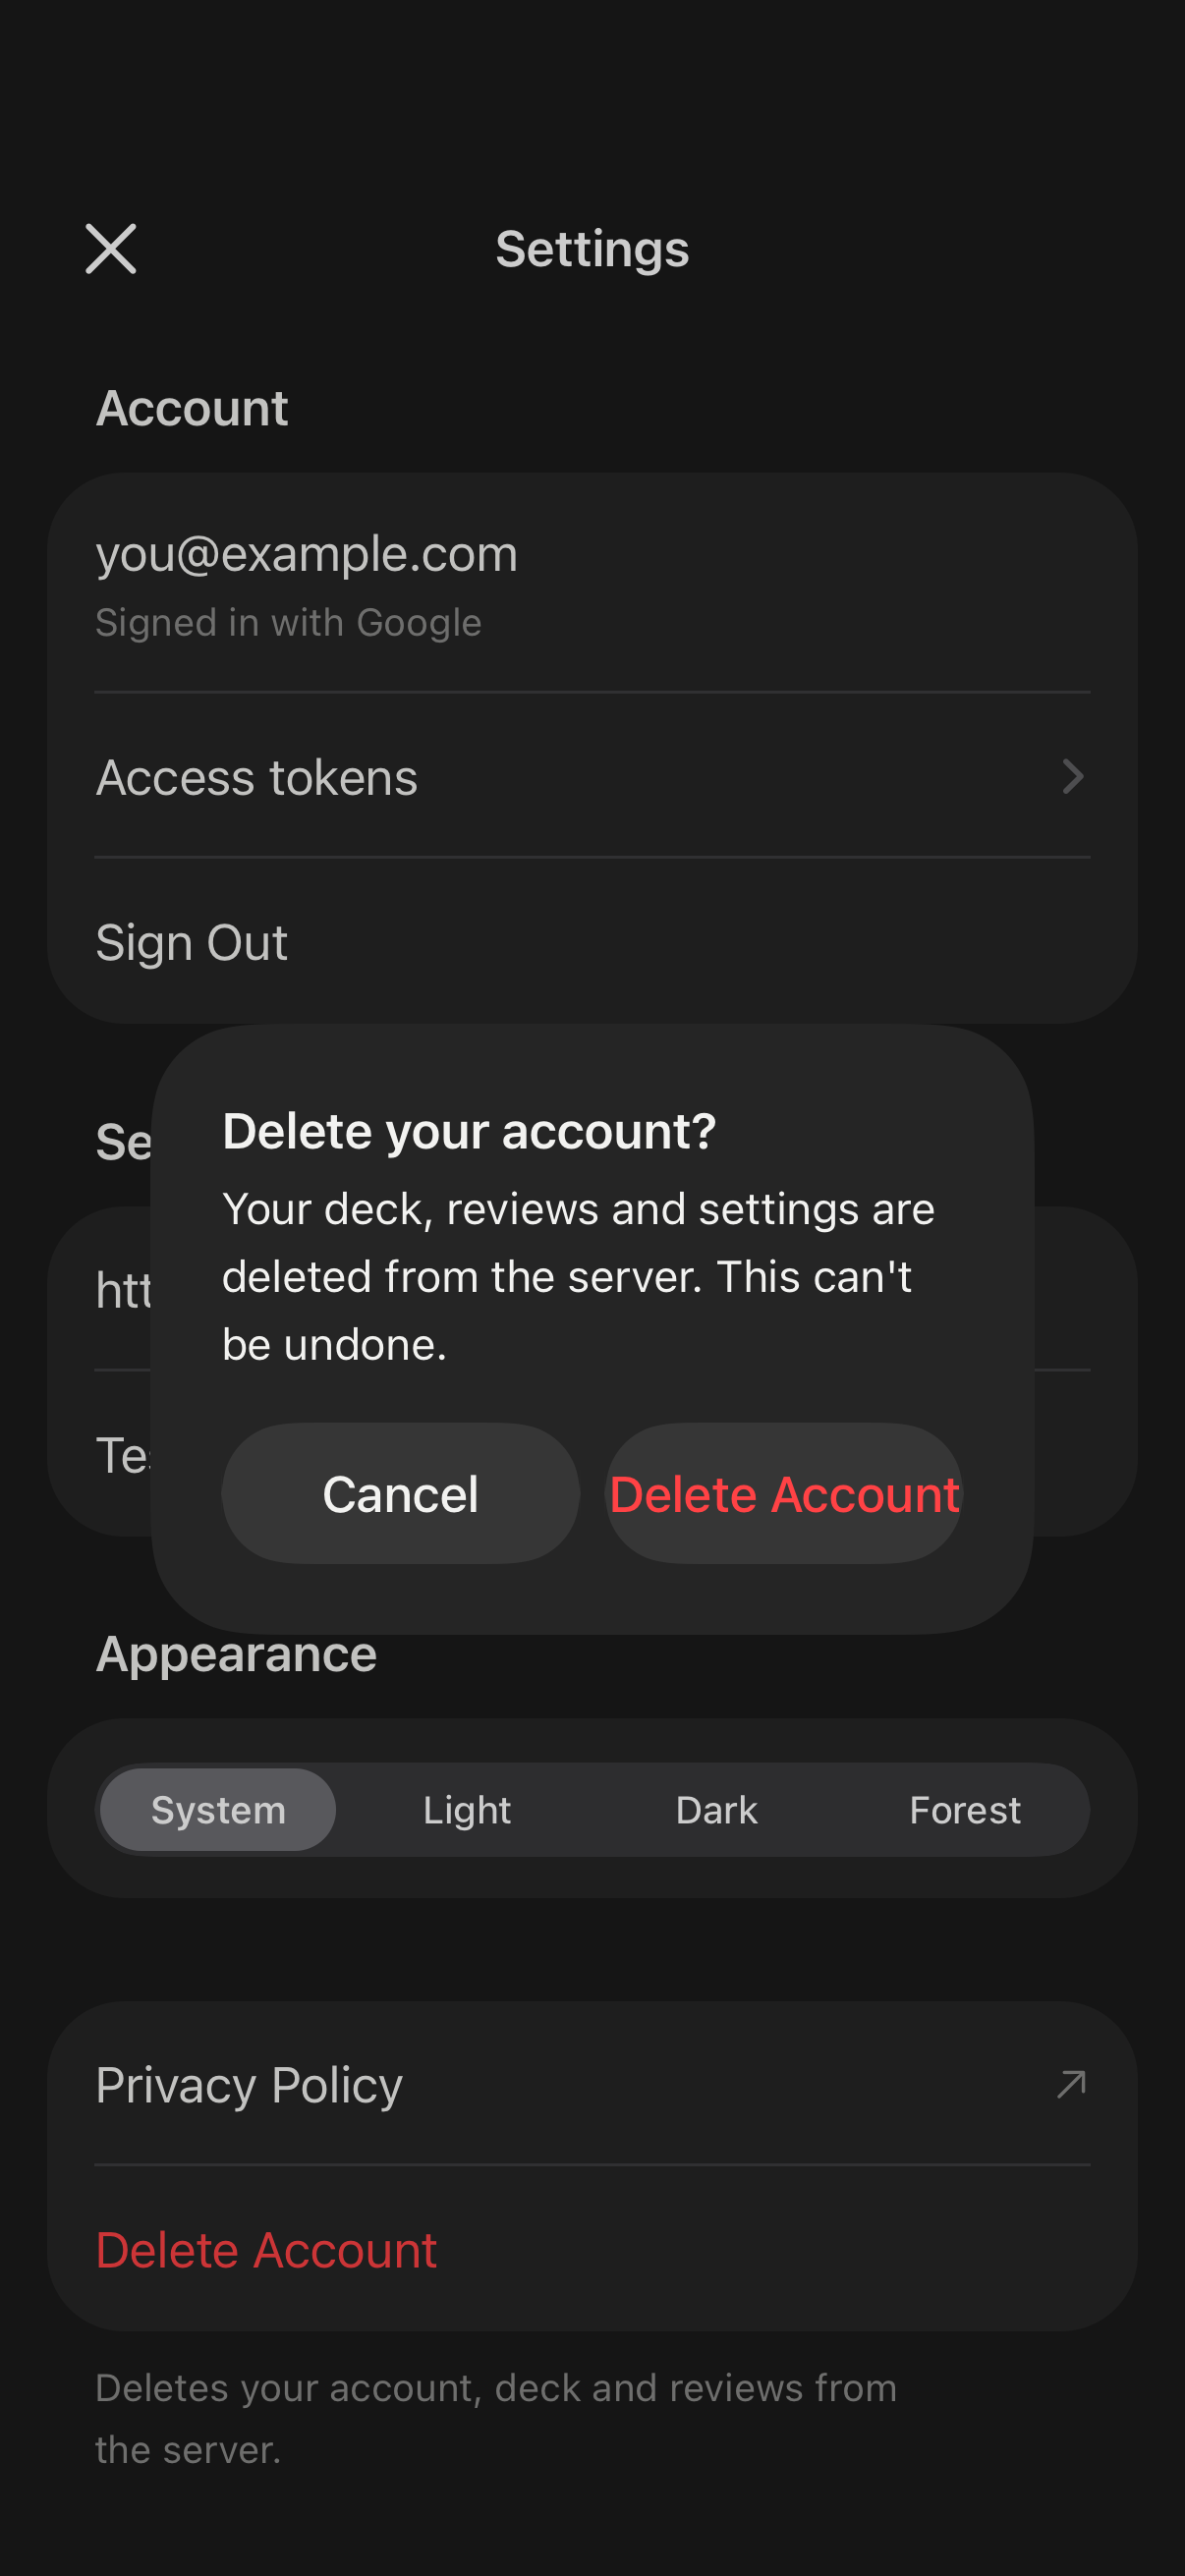 Settings
Account
you@example.com
Signed in with Google
Access tokens
Sign Out
Delete your account?
Your deck, reviews and settings are
deleted from the server. This can't
be undone.
Cancel
Delete Account
Appearance
System
Light
Dark
Forest
Privacy Policy
Delete Account
Deletes your account, deck and reviews from
the server.